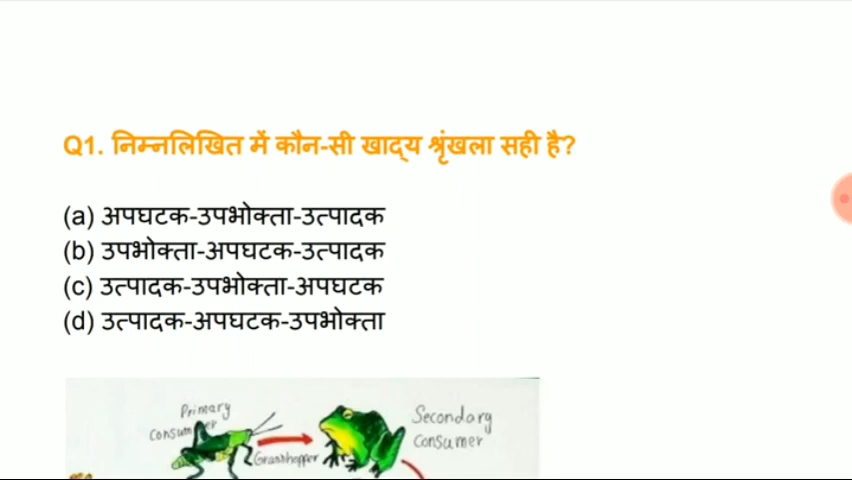 Q1. निम्नलिखित में कौन-सी खाद्य श्रृंखला सही है?
(a) अपघटक-उपभोक्ता-उत्पादक
(b) उपभोक्ता-अपघटक-उत्पादक
(c) उत्पादक-उपभोक्ता-अपघटक
(d) उत्पादक-अपघटक-उपभोक्ता
Primary
Consumer
Grasshopper
Secondary
Consumer